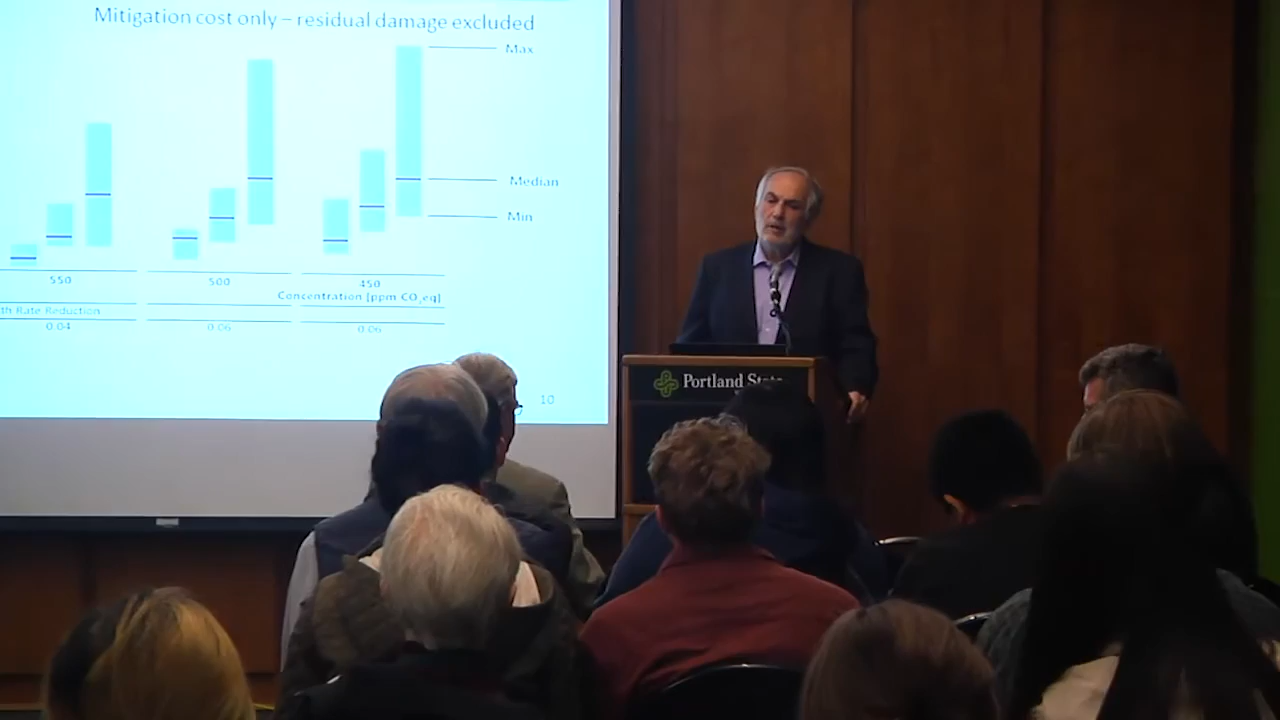 Mitigation cost only – residual damage excluded
Max
Median
Min
550 500 450
Concentration [ppm CO₂eq]
th Rate Reduction
0.04 0.06 0.06
10
Portland State